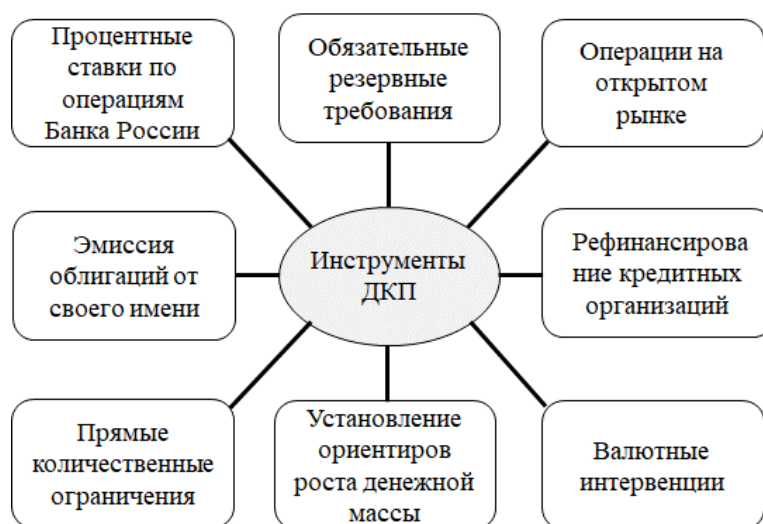 Процентные
ставки по
операциям
Банка России
Обязательные
резервные
требования
Операции на
открытом
рынке
Эмиссия
облигаций от
своего имени
Инструменты
ДКП
Рефинансирова
ние кредитных
организаций
Прямые
количественные
ограничения
Установление
ориентиров
роста денежной
массы
Валютные
интервенции